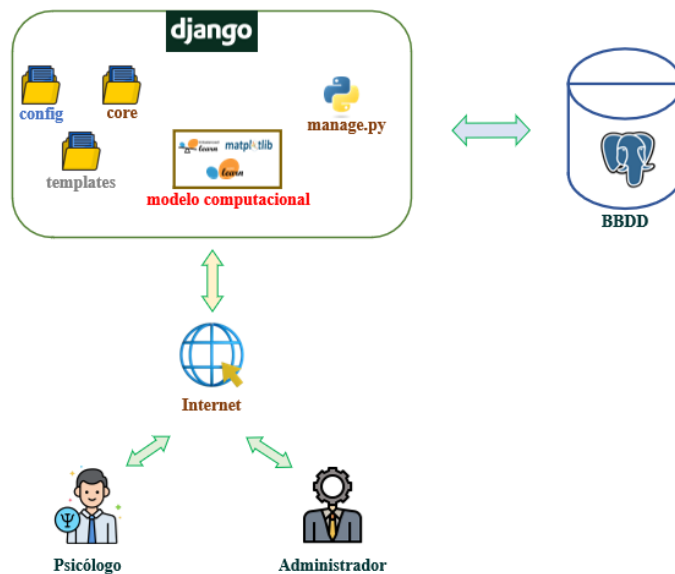 django
config
core
manage.py
templates
learn
matplotlib
learn
modelo computacional
BBDD
Internet
Ψ
Psicólogo
Administrador